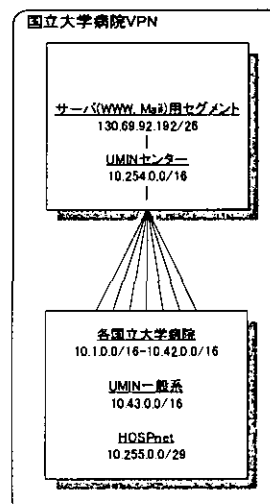 国立大学病院VPN
サーバ(WWW, Mail)用セグメント
130.69.92.192/26
UMINセンター
10.254.0.0/16
各国立大学病院
10.1.0.0/16-10.42.0.0/16
UMIN一般系
10.43.0.0/16
HOSPnet
10.255.0.0/29